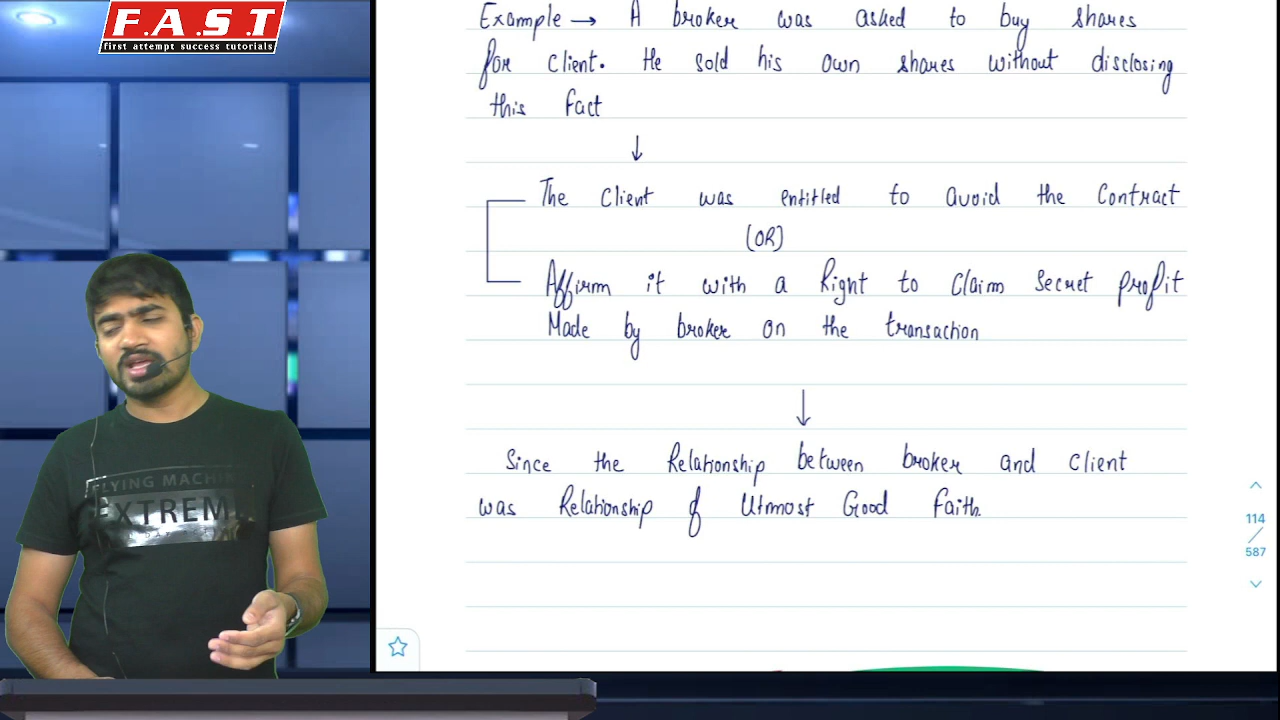 F.A.S.T
first attempt success tutorials
Example → A broker was asked to buy shares
for client. He sold his own shares without disclosing
this fact
↓
The Client was entitled to avoid the Contract
(OR)
Affirm it with a Right to Claim Secret profit
Made by broker on the transaction
↓
Since the Relationship between broker and client
was Relationship of Utmost Good Faith.
114
/
587
FLYING MACHINE
EXTREME